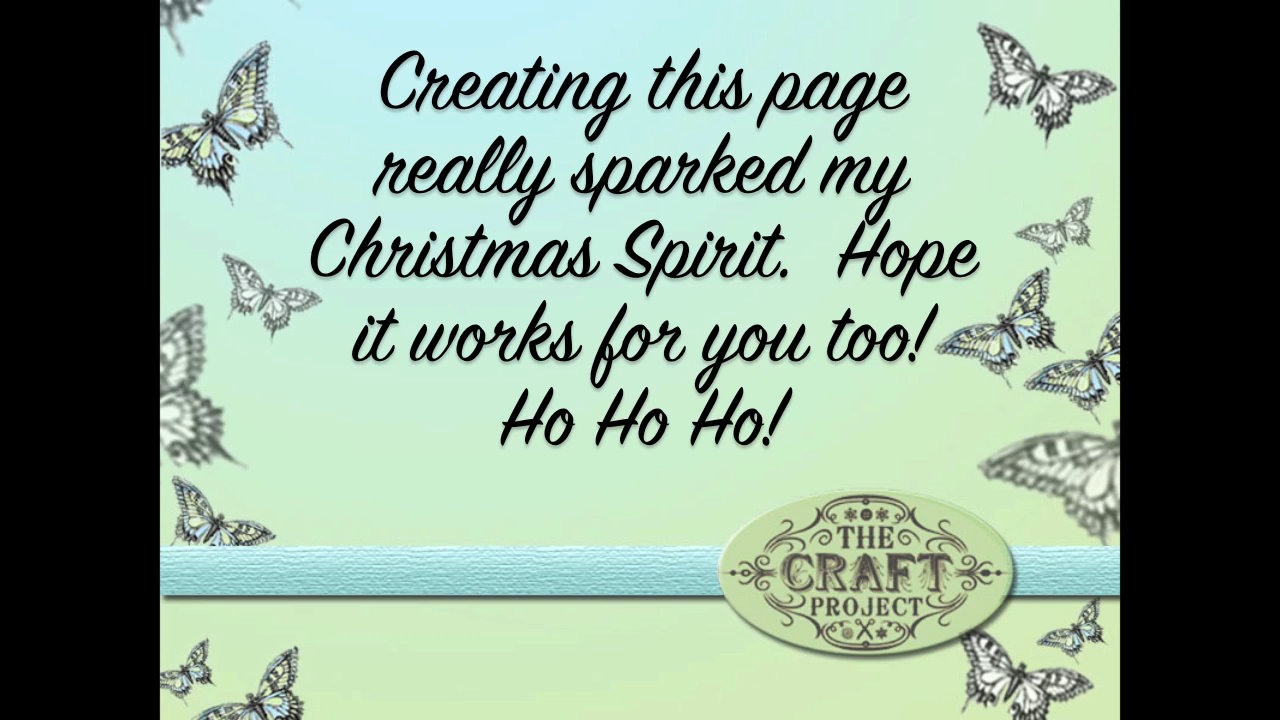 Creating this page
really sparked my
Christmas Spirit. Hope
it works for you too!
Ho Ho Ho!
THE
CRAFT
PROJECT